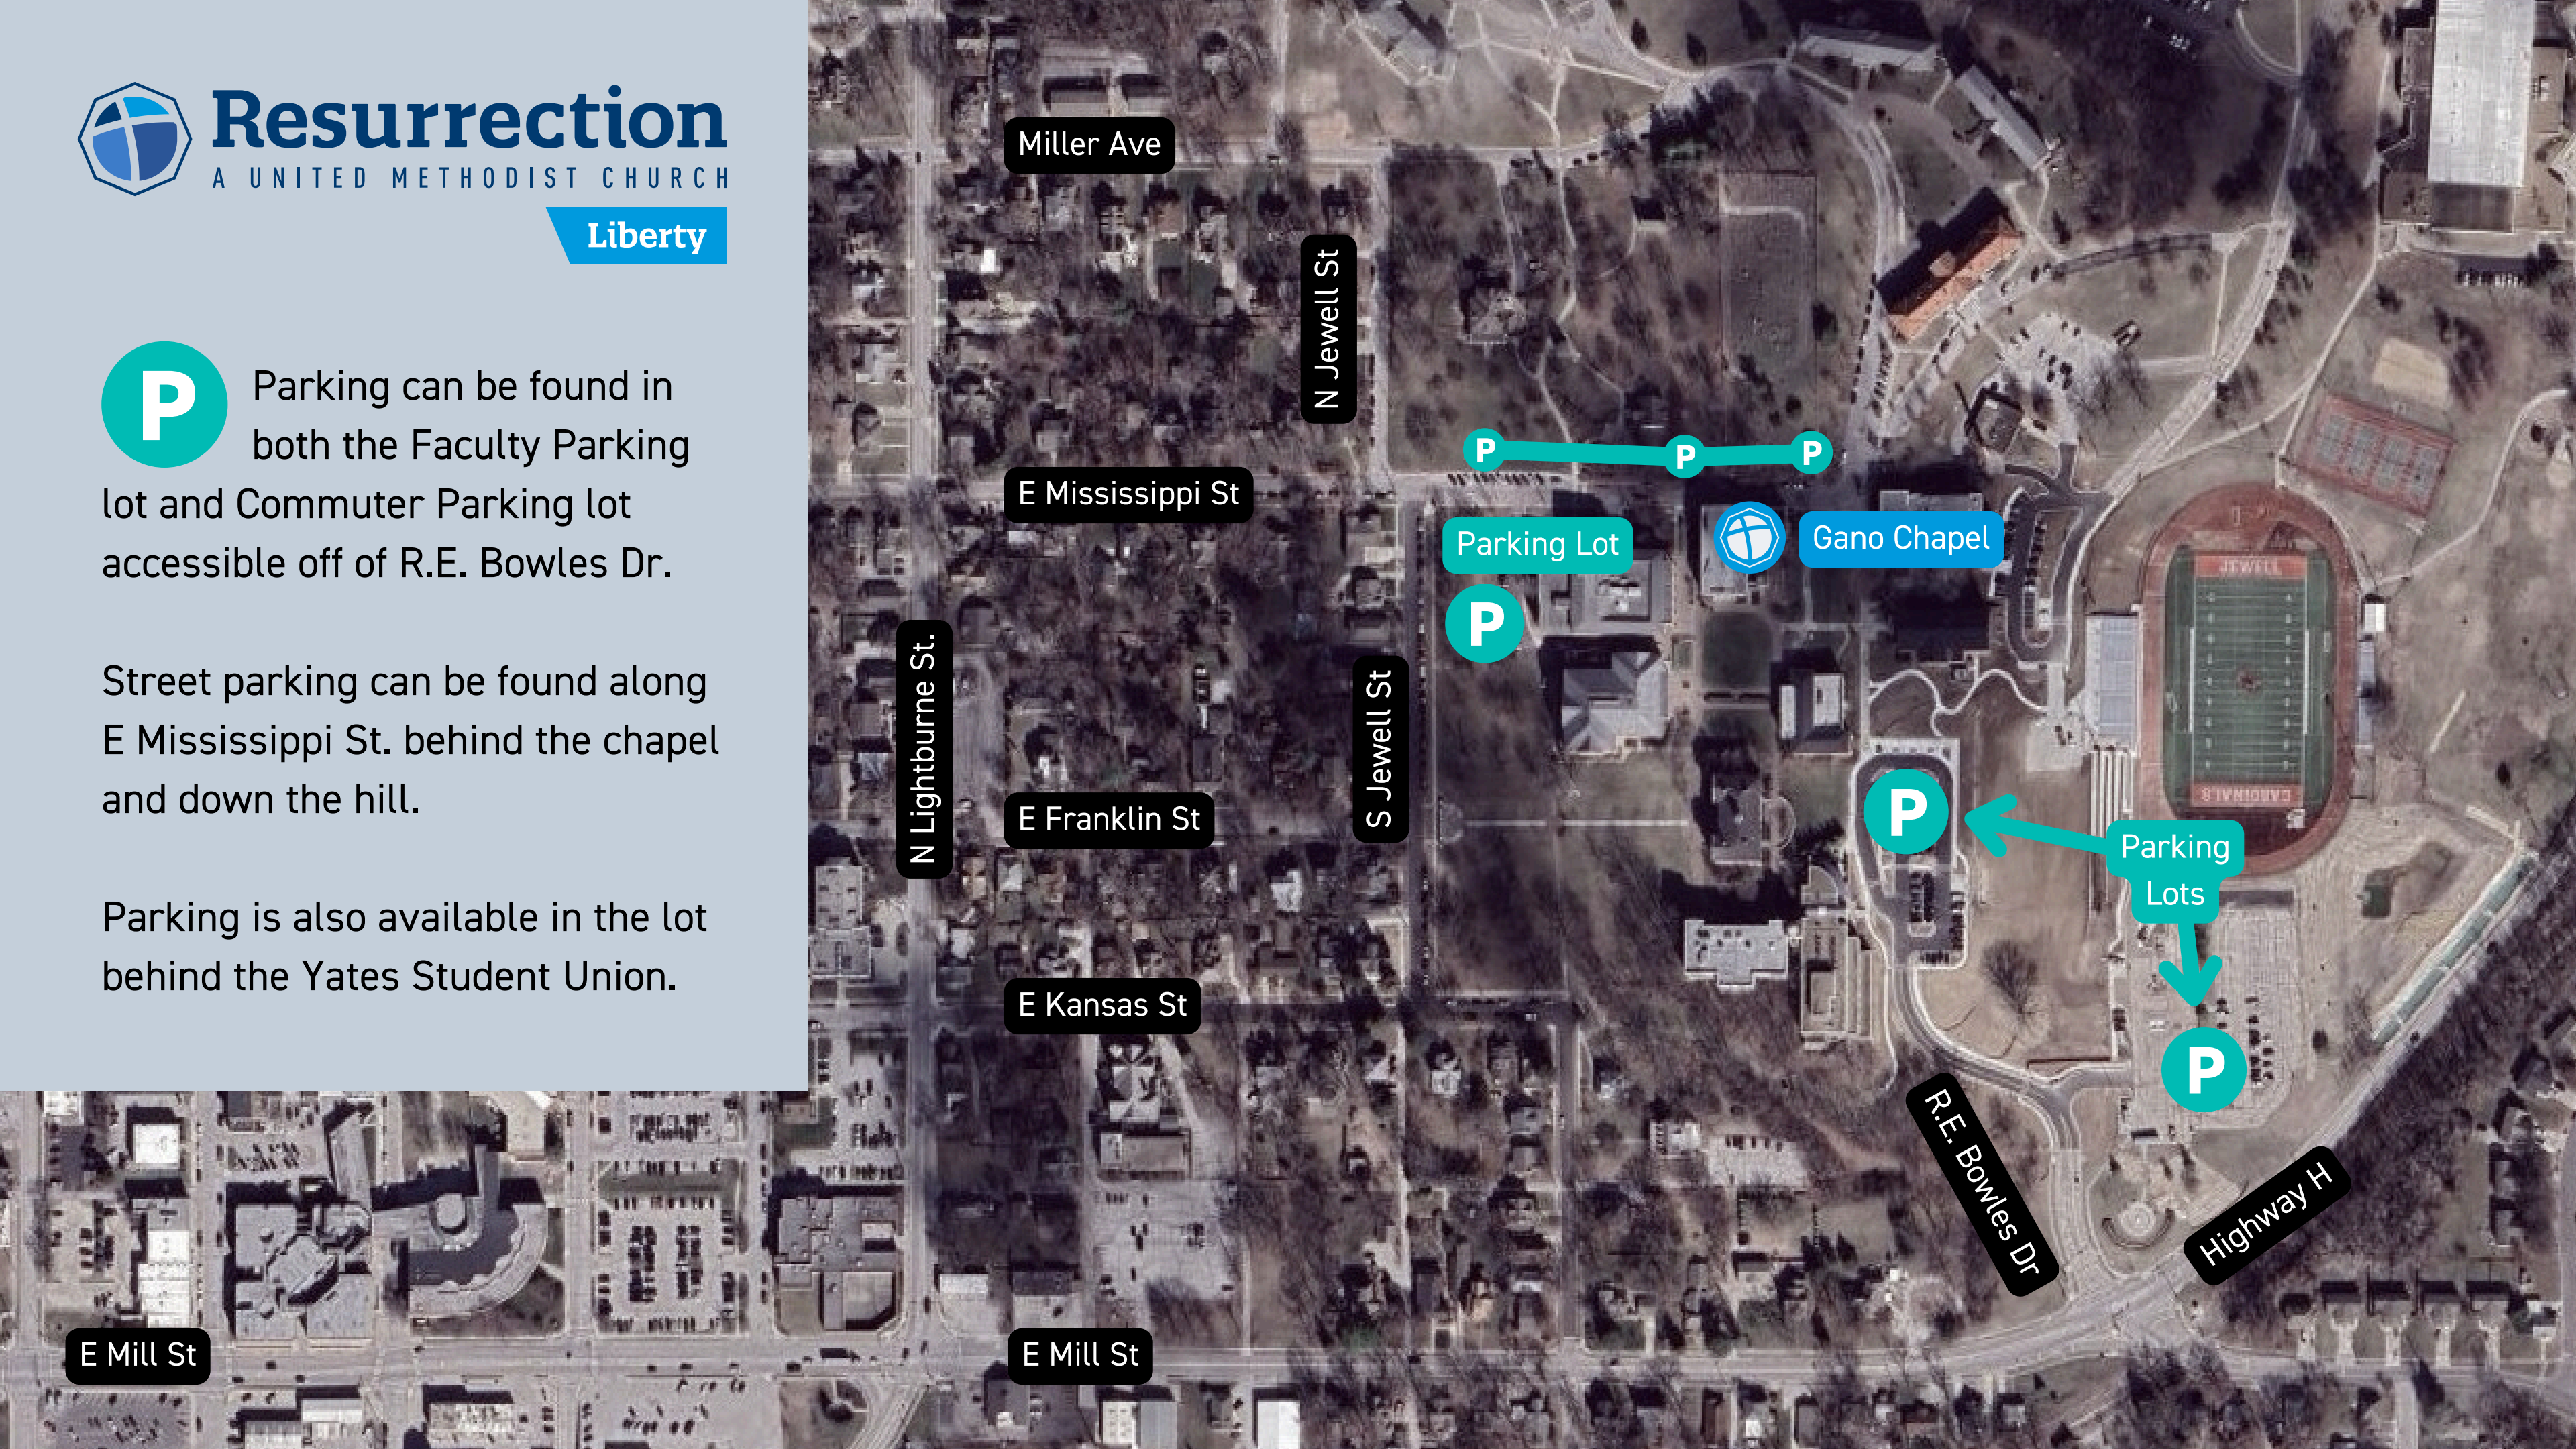 Resurrection
A UNITED METHODIST CHURCH
Liberty
P
Parking can be found in
both the Faculty Parking
lot and Commuter Parking lot
accessible off of R.E. Bowles Dr.
Street parking can be found along
E Mississippi St. behind the chapel
and down the hill.
Parking is also available in the lot
behind the Yates Student Union.
Miller Ave
N Jewell St
P P P
E Mississippi St
Parking Lot
Gano Chapel
P
JEWELL
N Lightburne St.
S Jewell St
CARDINALS
E Franklin St
P
Parking
Lots
E Kansas St
P
R.E. Bowles Dr
Highway H
E Mill St
E Mill St